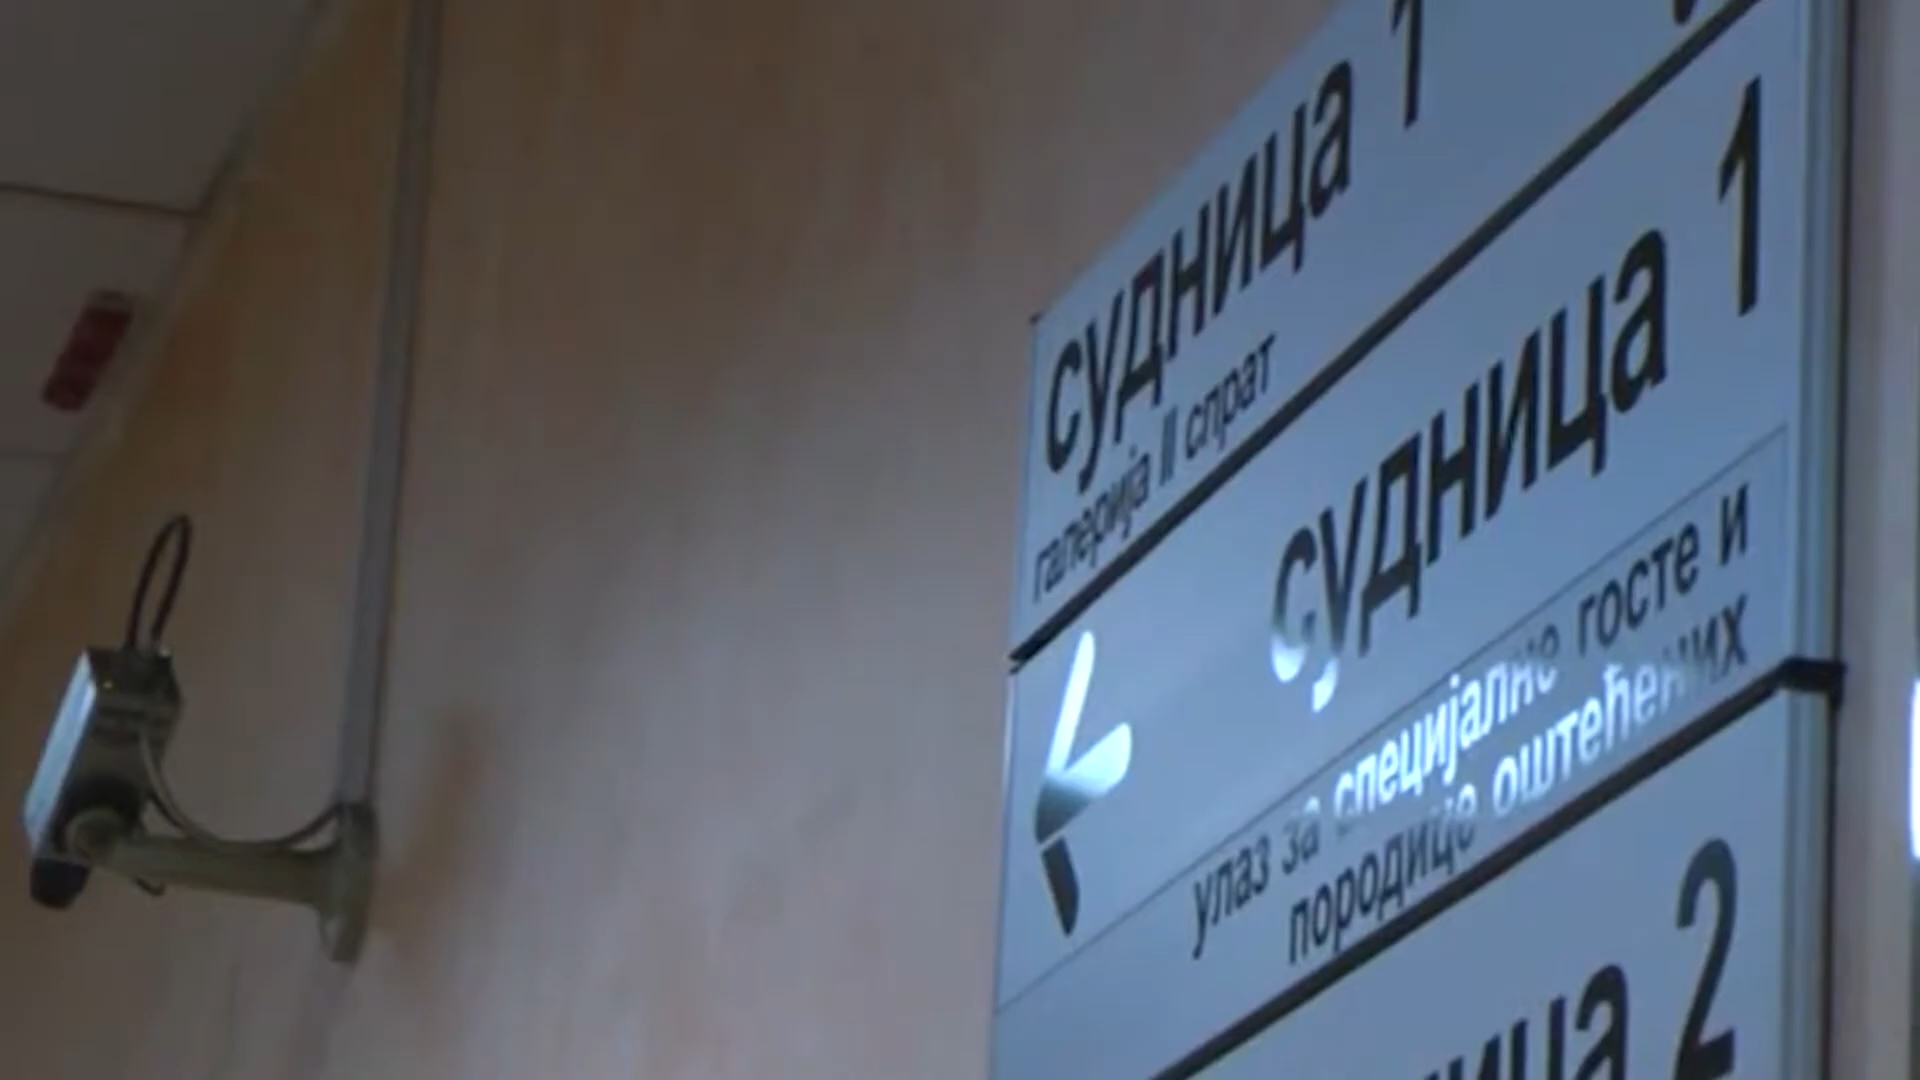 судница 1
галерија II спрат
судница 1
улаз за специјалне госте и
породице оштећених
2